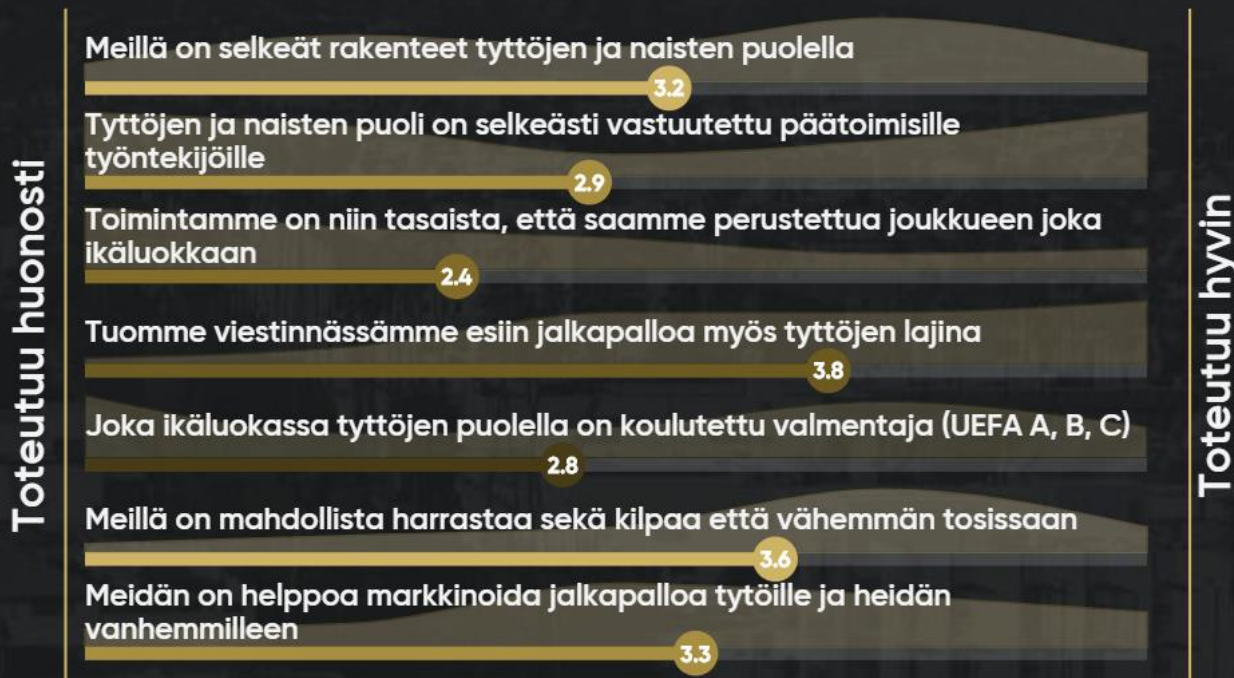 Toteutuu huonosti
Meillä on selkeät rakenteet tyttöjen ja naisten puolella
3.2
Tyttöjen ja naisten puoli on selkeästi vastuutettu päätoimisille
työntekijöille
2.9
Toimintamme on niin tasaista, että saamme perustettua joukkueen joka
ikäluokkaan
2.4
Tuomme viestinnässämme esiin jalkapalloa myös tyttöjen lajina
3.8
Joka ikäluokassa tyttöjen puolella on koulutettu valmentaja (UEFA A, B, C)
2.8
Meillä on mahdollista harrastaa sekä kilpaa että vähemmän tosissaan
3.6
Meidän on helppoa markkinoida jalkapalloa tytöille ja heidän
vanhemmilleen
3.3
Toteutuu hyvin